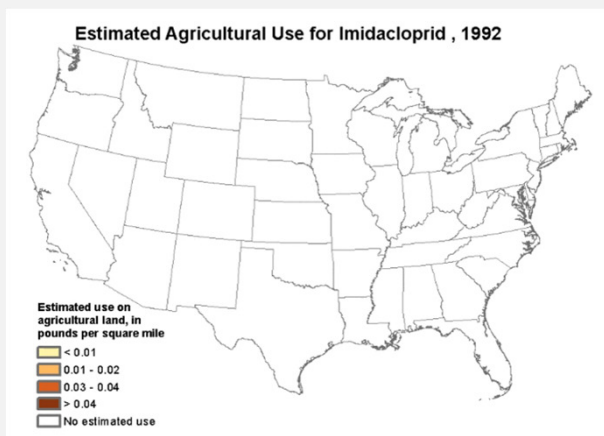 Estimated Agricultural Use for Imidacloprid , 1992
Estimated use on
agricultural land, in
pounds per square mile
< 0.01
0.01 - 0.02
0.03 - 0.04
> 0.04
No estimated use